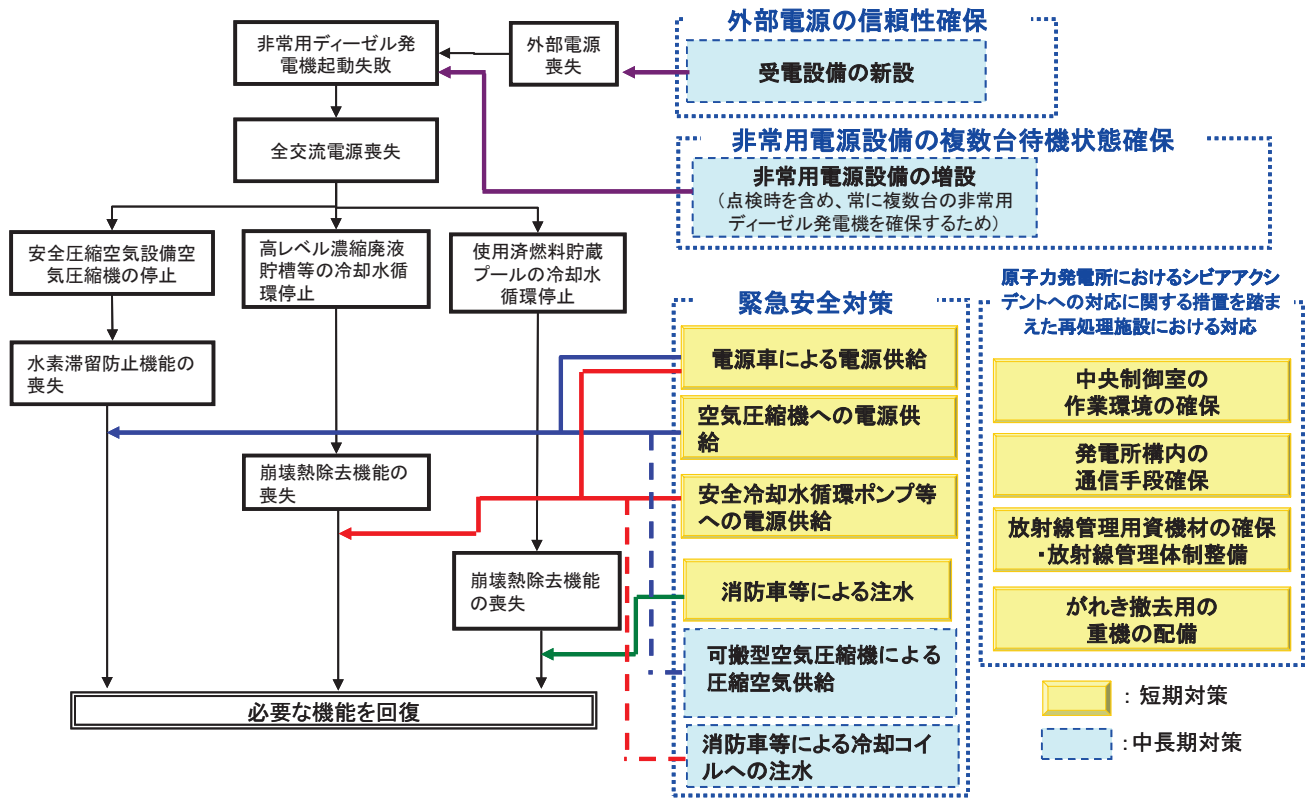 非常用ディーゼル発
電機起動失敗
外部電源
喪失
全交流電源喪失
安全圧縮空気設備空
気圧縮機の停止
高レベル濃縮廃液
貯槽等の冷却水循
環停止
使用済燃料貯蔵
プールの冷却水
循環停止
水素滞留防止機能の
喪失
崩壊熱除去機能の
喪失
崩壊熱除去機能
の喪失
必要な機能を回復
外部電源の信頼性確保
受電設備の新設
非常用電源設備の複数台待機状態確保
非常用電源設備の増設
(点検時を含め、常に複数台の非常用
ディーゼル発電機を確保するため)
緊急安全対策
電源車による電源供給
空気圧縮機への電源供
給
安全冷却水循環ポンプ等
への電源供給
消防車等による注水
可搬型空気圧縮機による
圧縮空気供給
消防車等による冷却コイ
ルへの注水
原子力発電所におけるシビアアクシ
デントへの対応に関する措置を踏ま
えた再処理施設における対応
中央制御室の
作業環境の確保
発電所構内の
通信手段確保
放射線管理用資機材の確保
・放射線管理体制整備
がれき撤去用の
重機の配備
：短期対策
：中長期対策